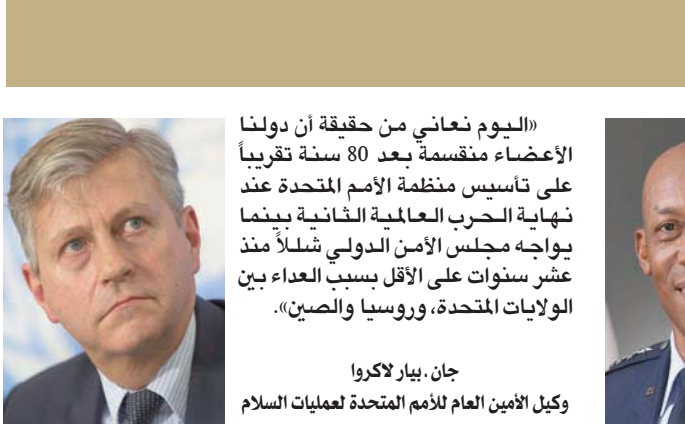 «اليوم نعاني من حقيقة أن دولنا
الأعضاء منقسمة بعد 80 سنة تقريباً
على تأسيس منظمة الأمم المتحدة عند
نهاية الحرب العالمية الثانية بينما
يواجه مجلس الأمن الدولي شللاً منذ
عشر سنوات على الأقل بسبب العداء بين
الولايات المتحدة، وروسيا والصين».
جان .بيار لاكروا
وكيل الأمين العام للأمم المتحدة لعمليات السلام